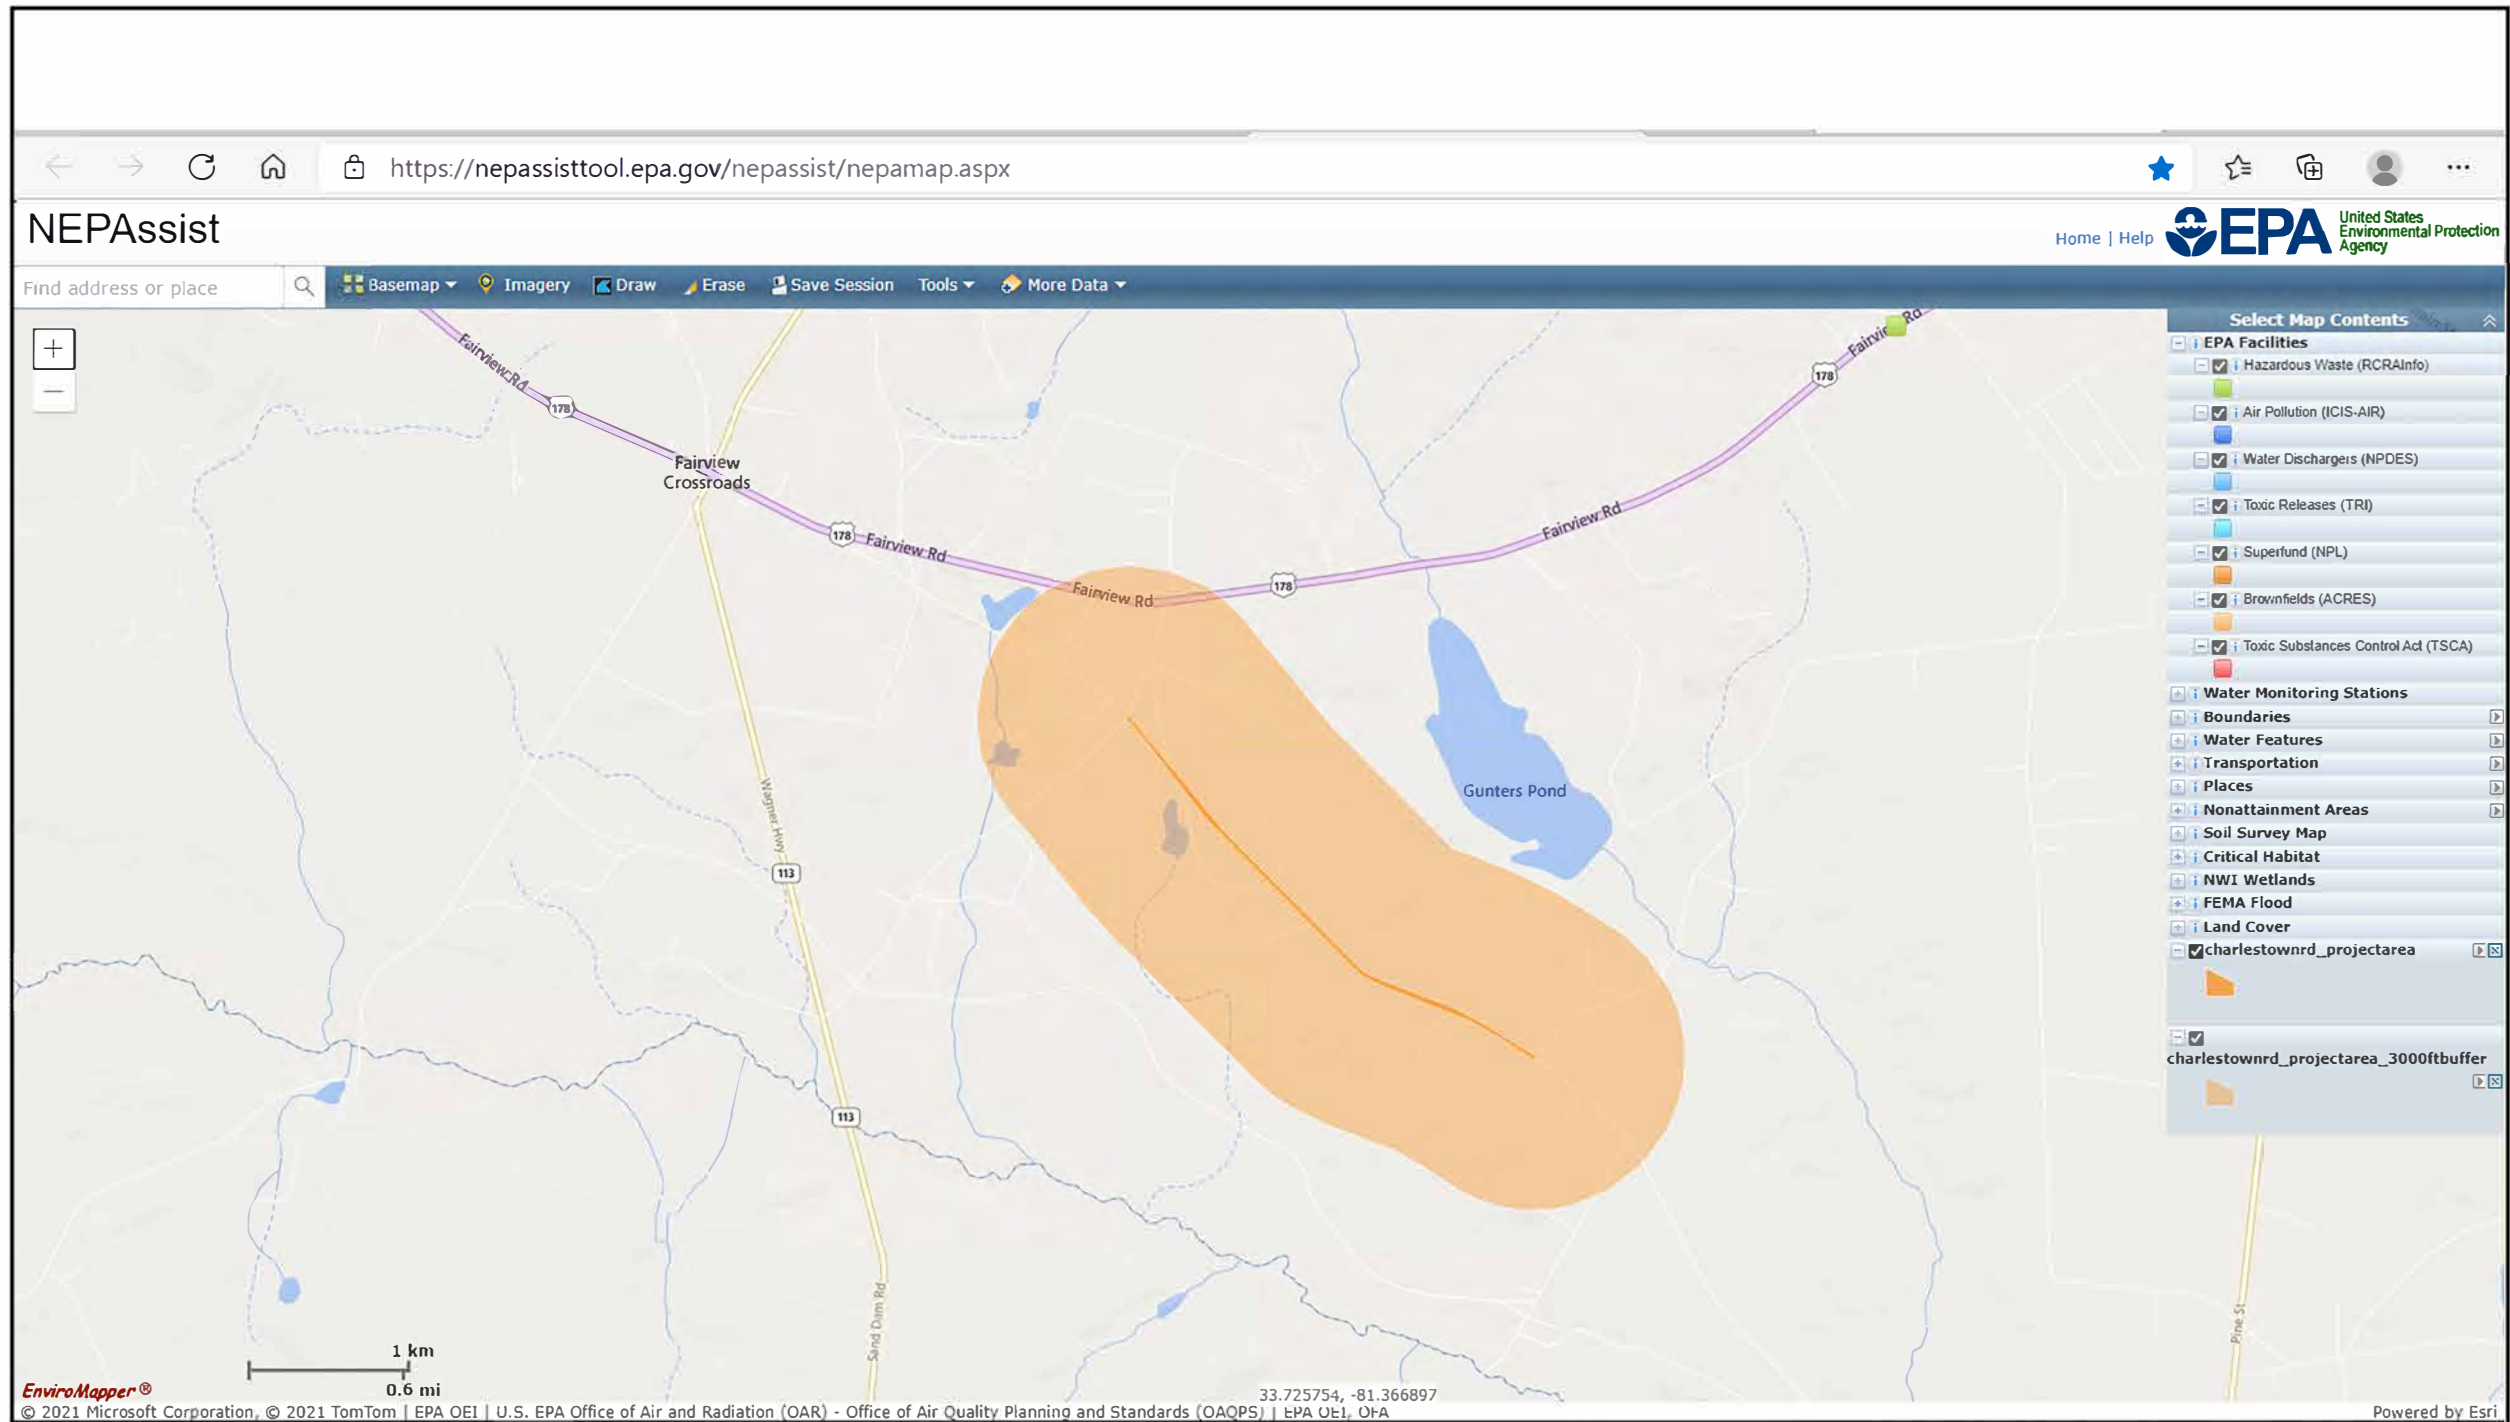 https://nepassisttool.epa.gov/nepassist/nepamap.aspx
NEPAssist
Home | Help
EPA
United States
Environmental Protection
Agency
Find address or place
Basemap
Imagery
Draw
Erase
Save Session
Tools
More Data
+
−
Select Map Contents
EPA Facilities
Hazardous Waste (RCRAInfo)
Air Pollution (ICIS-AIR)
Water Dischargers (NPDES)
Toxic Releases (TRI)
Superfund (NPL)
Brownfields (ACRES)
Toxic Substances Control Act (TSCA)
Water Monitoring Stations
Boundaries
Water Features
Transportation
Places
Nonattainment Areas
Soil Survey Map
Critical Habitat
NWI Wetlands
FEMA Flood
Land Cover
charlestownrd_projectarea
charlestownrd_projectarea_3000ftbuffer
Fairview Rd
178
Fairview Rd
178
Fairview
Crossroads
178
Fairview Rd
Fairview Rd
Fairview Rd
178
Gunters Pond
Wagner Hwy
113
113
Sand Dam Rd
Pine St
1 km
0.6 mi
EnviroMapper ®
33.725754, -81.366897
© 2021 Microsoft Corporation, © 2021 TomTom | EPA OEI | U.S. EPA Office of Air and Radiation (OAR) - Office of Air Quality Planning and Standards (OAQPS) | EPA OEI, OFA
Powered by Esri